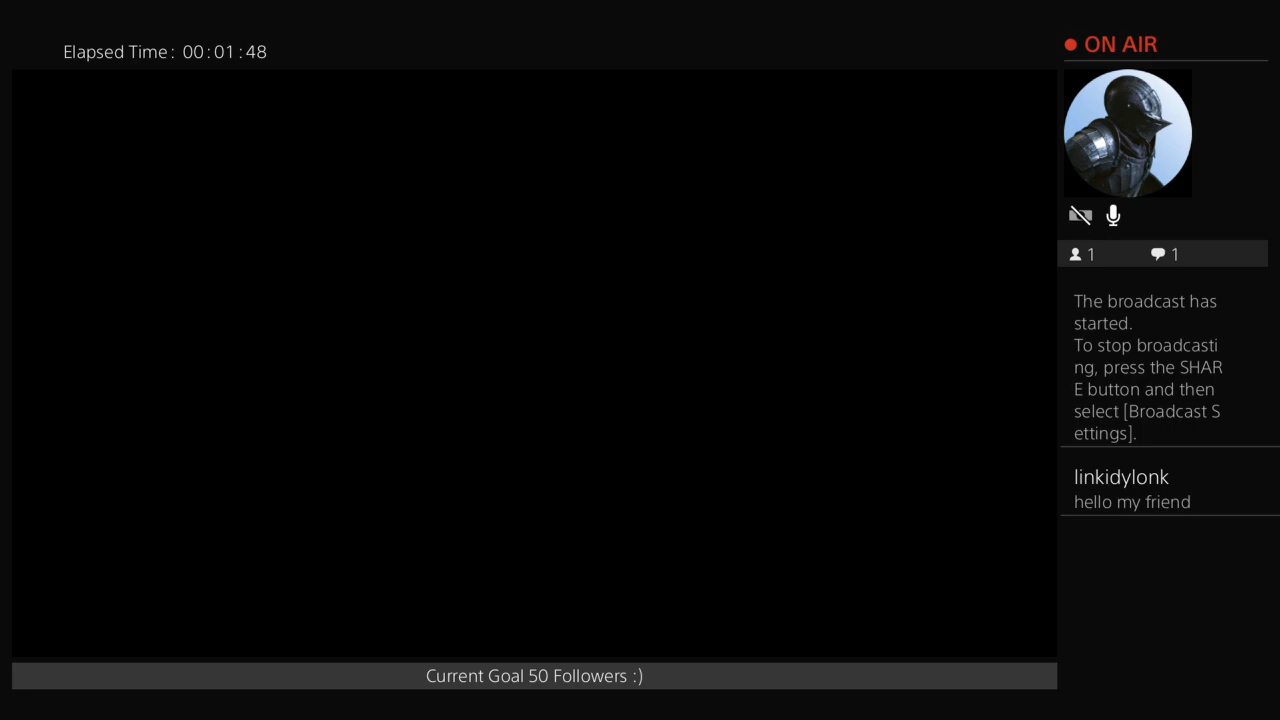 Elapsed Time: 00:01:48
ON AIR
1 1
The broadcast has
started.
To stop broadcasti
ng, press the SHAR
E button and then
select [Broadcast S
ettings].
linkidylonk
hello my friend
Current Goal 50 Followers :)